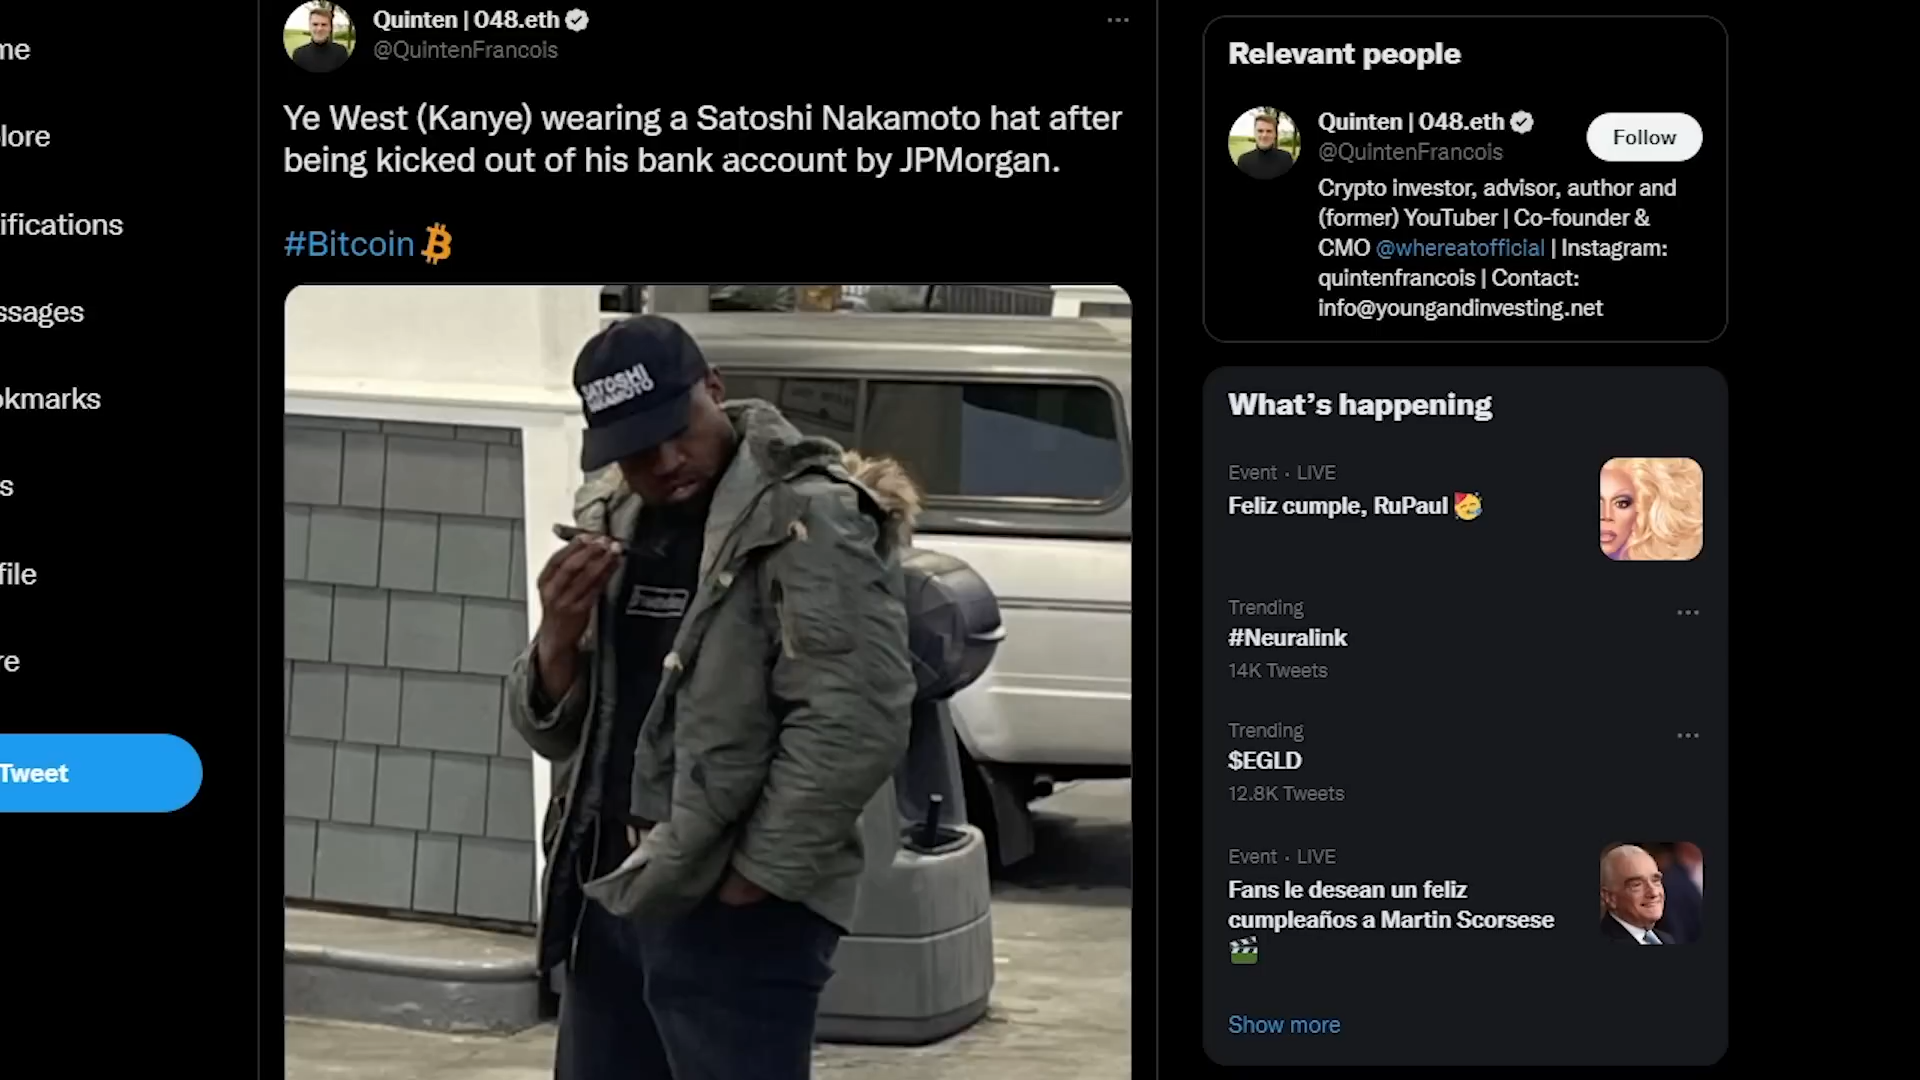 me
lore
ifications
ssages
okmarks
s
file
re
Tweet
Quinten | 048.eth
@QuintenFrancois
Ye West (Kanye) wearing a Satoshi Nakamoto hat after
being kicked out of his bank account by JPMorgan.
#Bitcoin
SATOSHI
NAKAMOTO
Relevant people
Quinten | 048.eth
@QuintenFrancois
Follow
Crypto investor, advisor, author and
(former) YouTuber | Co-founder &
CMO @whereatofficial | Instagram:
quintenfrancois | Contact:
info@youngandinvesting.net
What's happening
Event · LIVE
Feliz cumple, RuPaul
Trending
#Neuralink
14K Tweets
Trending
$EGLD
12.8K Tweets
Event · LIVE
Fans le desean un feliz
cumpleaños a Martin Scorsese
Show more